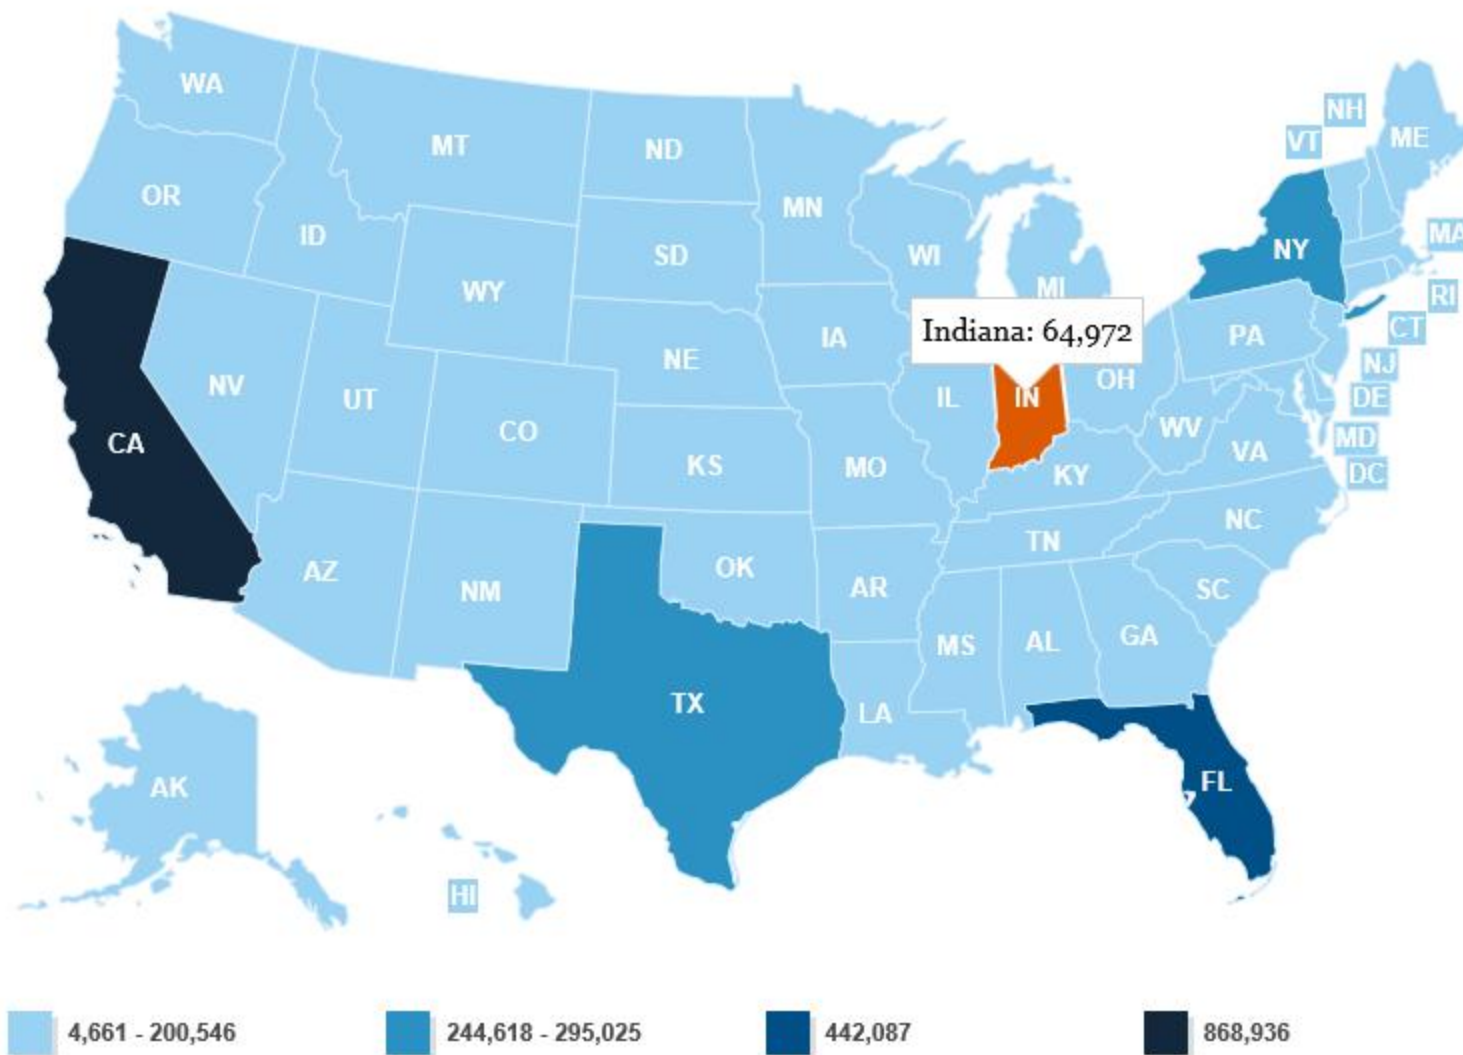 WA
NH
MT
ND
VT
ME
OR
MN
ID
SD
WI
NY
MA
WY
MI
RI
Indiana: 64,972
CT
IA
PA
NE
NJ
NV
UT
IL
IN
OH
DE
CO
WV
MD
CA
KS
MO
KY
VA
DC
NC
TN
AZ
NM
OK
AR
SC
MS
AL
GA
TX
LA
AK
FL
HI
4,661 - 200,546
244,618 - 295,025
442,087
868,936